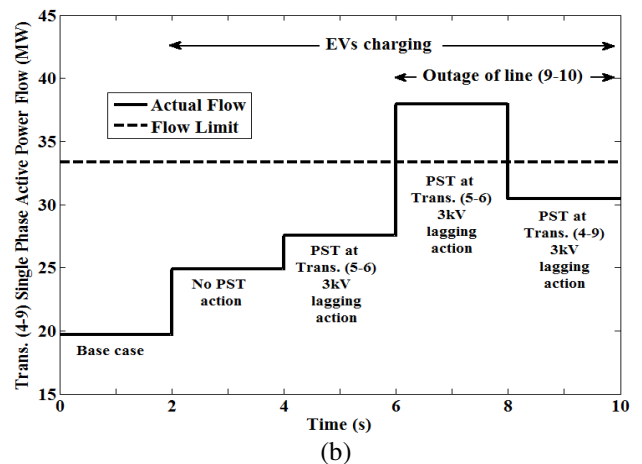 45
40
35
30
25
20
15
Trans. (4-9) Single Phase Active Power Flow (MW)
EVs charging
Outage of line (9-10)
Actual Flow
Flow Limit
Base case
No PST
action
PST at
Trans. (5-6)
3kV
lagging
action
PST at
Trans. (5-6)
3kV
lagging
action
PST at
Trans. (4-9)
3kV
lagging
action
0
2
4
6
8
10
Time (s)
(b)